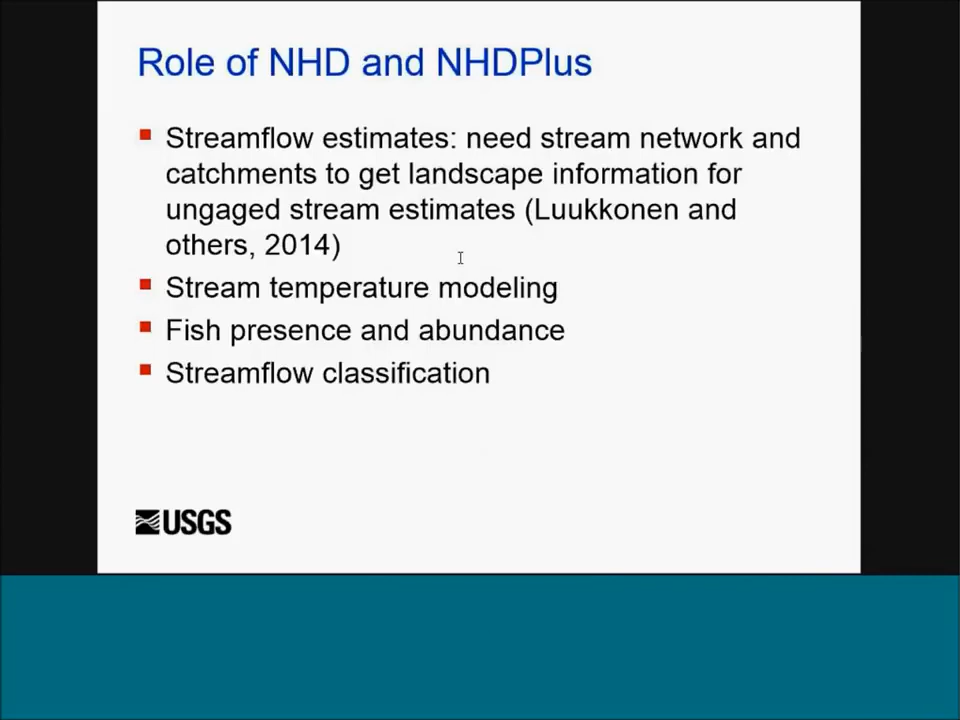 Role of NHD and NHDPlus
Streamflow estimates: need stream network and
catchments to get landscape information for
ungaged stream estimates (Luukkonen and
others, 2014)
Stream temperature modeling
Fish presence and abundance
Streamflow classification
USGS